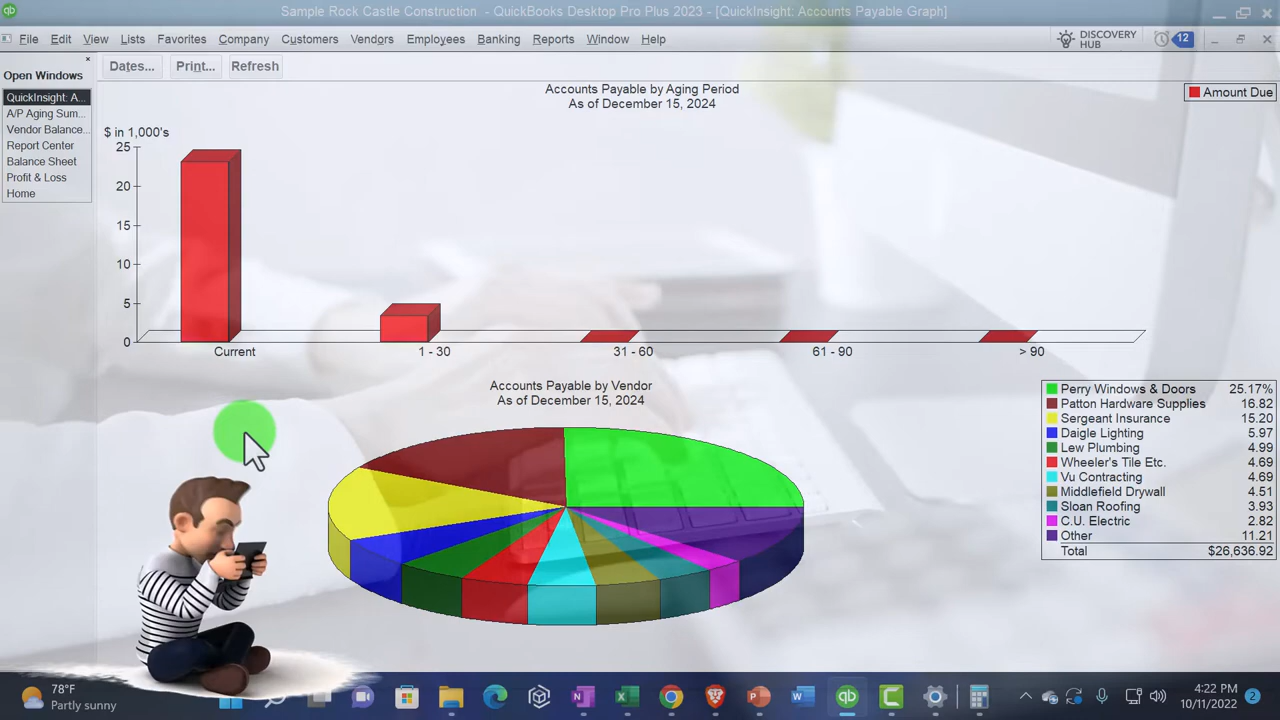 Sample Rock Castle Construction - QuickBooks Desktop Pro Plus 2023 - [QuickInsight: Accounts Payable Graph]
File Edit View Lists Favorites Company Customers Vendors Employees Banking Reports Window Help
DISCOVERY HUB
12
Open Windows
Dates... Print... Refresh
QuickInsight: A...
A/P Aging Sum...
Vendor Balance...
Report Center
Balance Sheet
Profit & Loss
Home
Accounts Payable by Aging Period
As of December 15, 2024
Amount Due
$ in 1,000's
25
20
15
10
5
0
Current 1 - 30 31 - 60 61 - 90 > 90
Accounts Payable by Vendor
As of December 15, 2024
Perry Windows & Doors 25.17%
Patton Hardware Supplies 16.82
Sergeant Insurance 15.20
Daigle Lighting 5.97
Lew Plumbing 4.99
Wheeler's Tile Etc. 4.69
Vu Contracting 4.69
Middlefield Drywall 4.51
Sloan Roofing 3.93
C.U. Electric 2.82
Other 11.21
Total $26,636.92
78°F
Partly sunny
4:22 PM
10/11/2022
2